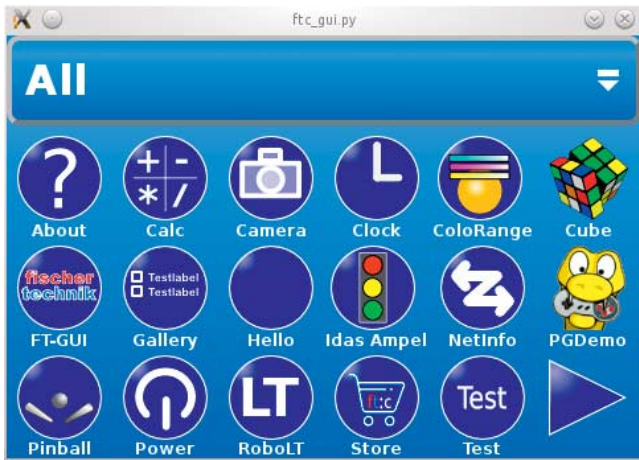 ftc_gui.py
All
?
+ -
* /
About Calc Camera Clock ColoRange Cube
fischer
technik
Testlabel
Testlabel
FT-GUI Gallery Hello Idas Ampel NetInfo PGDemo
LT
ft:c
Test
Pinball Power RoboLT Store Test